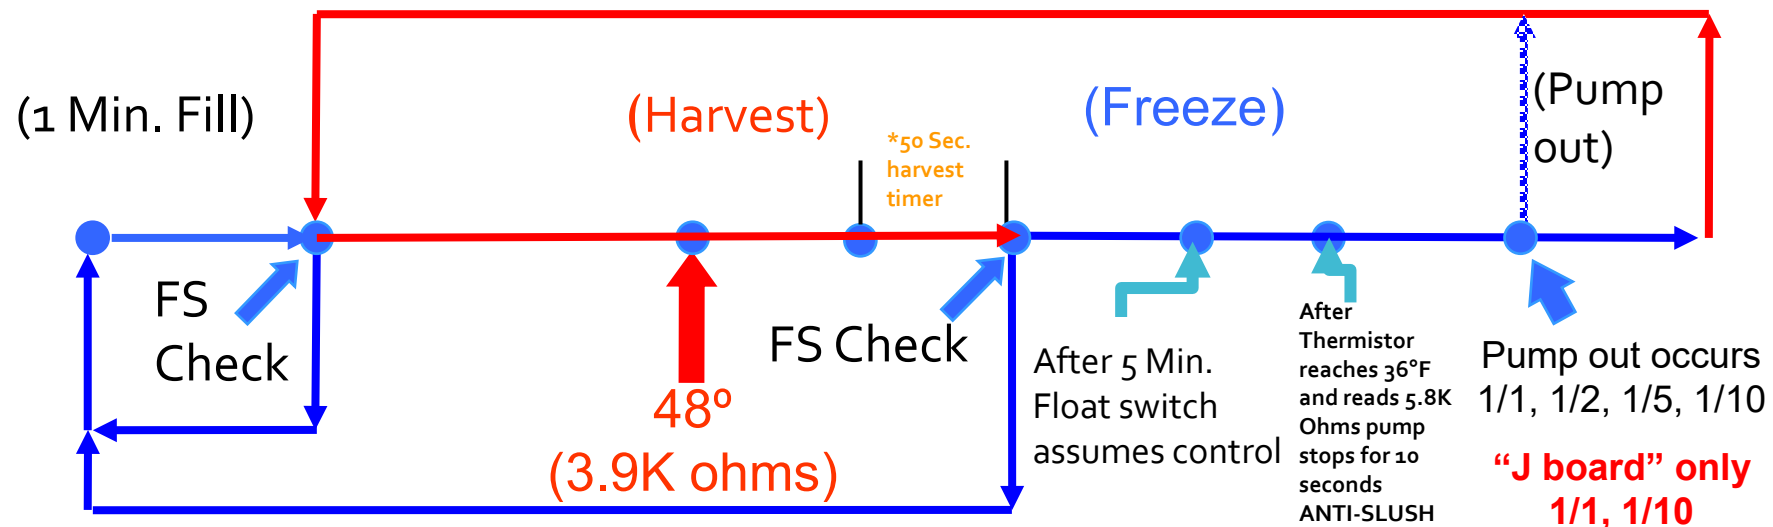 (1 Min. Fill)
(Harvest)
(Freeze)
(Pump
out)
*50 Sec.
harvest
timer
FS
Check
48º
(3.9K ohms)
FS Check
After 5 Min.
Float switch
assumes control
After
Thermistor
reaches 36°F
and reads 5.8K
Ohms pump
stops for 10
seconds
ANTI-SLUSH
Pump out occurs
1/1, 1/2, 1/5, 1/10
“J board” only
1/1, 1/10